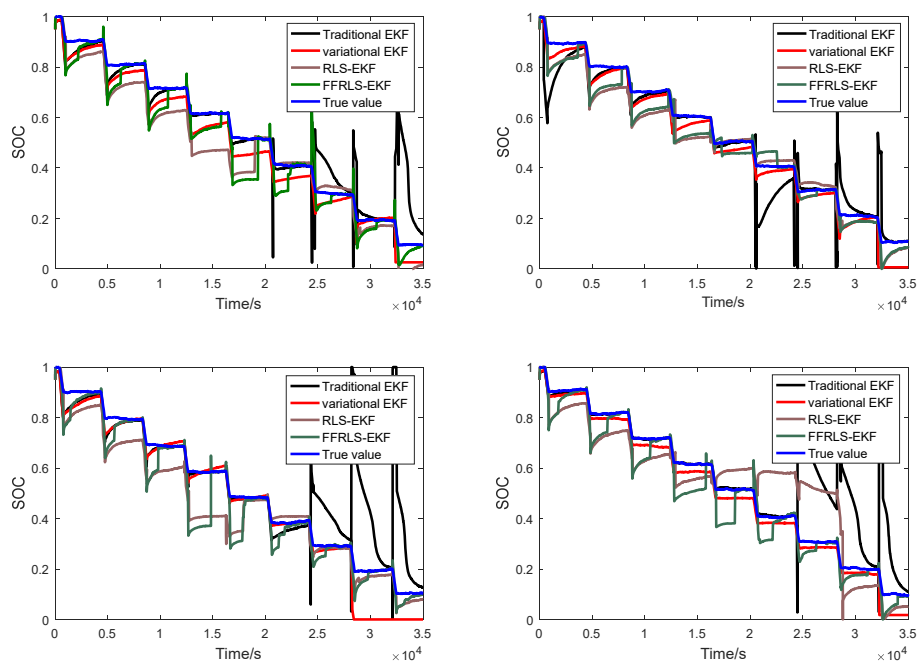 1
0.8
0.6
0.4
0.2
0
SOC
0 0.5 1 1.5 2 2.5 3 3.5
Time/s
×10^4
Traditional EKF
variational EKF
RLS-EKF
FFRLS-EKF
True value
1
0.8
0.6
0.4
0.2
0
SOC
0 0.5 1 1.5 2 2.5 3 3.5
Time/s
×10^4
Traditional EKF
variational EKF
RLS-EKF
FFRLS-EKF
True value
1
0.8
0.6
0.4
0.2
0
SOC
0 0.5 1 1.5 2 2.5 3 3.5
Time/s
×10^4
Traditional EKF
variational EKF
RLS-EKF
FFRLS-EKF
True value
1
0.8
0.6
0.4
0.2
0
SOC
0 0.5 1 1.5 2 2.5 3 3.5
Time/s
×10^4
Traditional EKF
variational EKF
RLS-EKF
FFRLS-EKF
True value